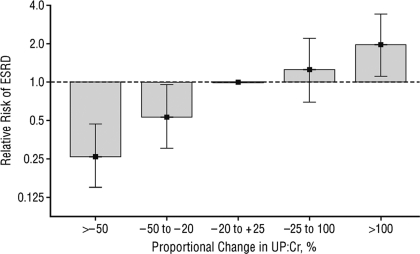 Relative Risk of ESRD
4.0
2.0
1.0
0.5
0.25
0.125
>−50
−50 to −20
−20 to +25
−25 to 100
>100
Proportional Change in UP:Cr, %